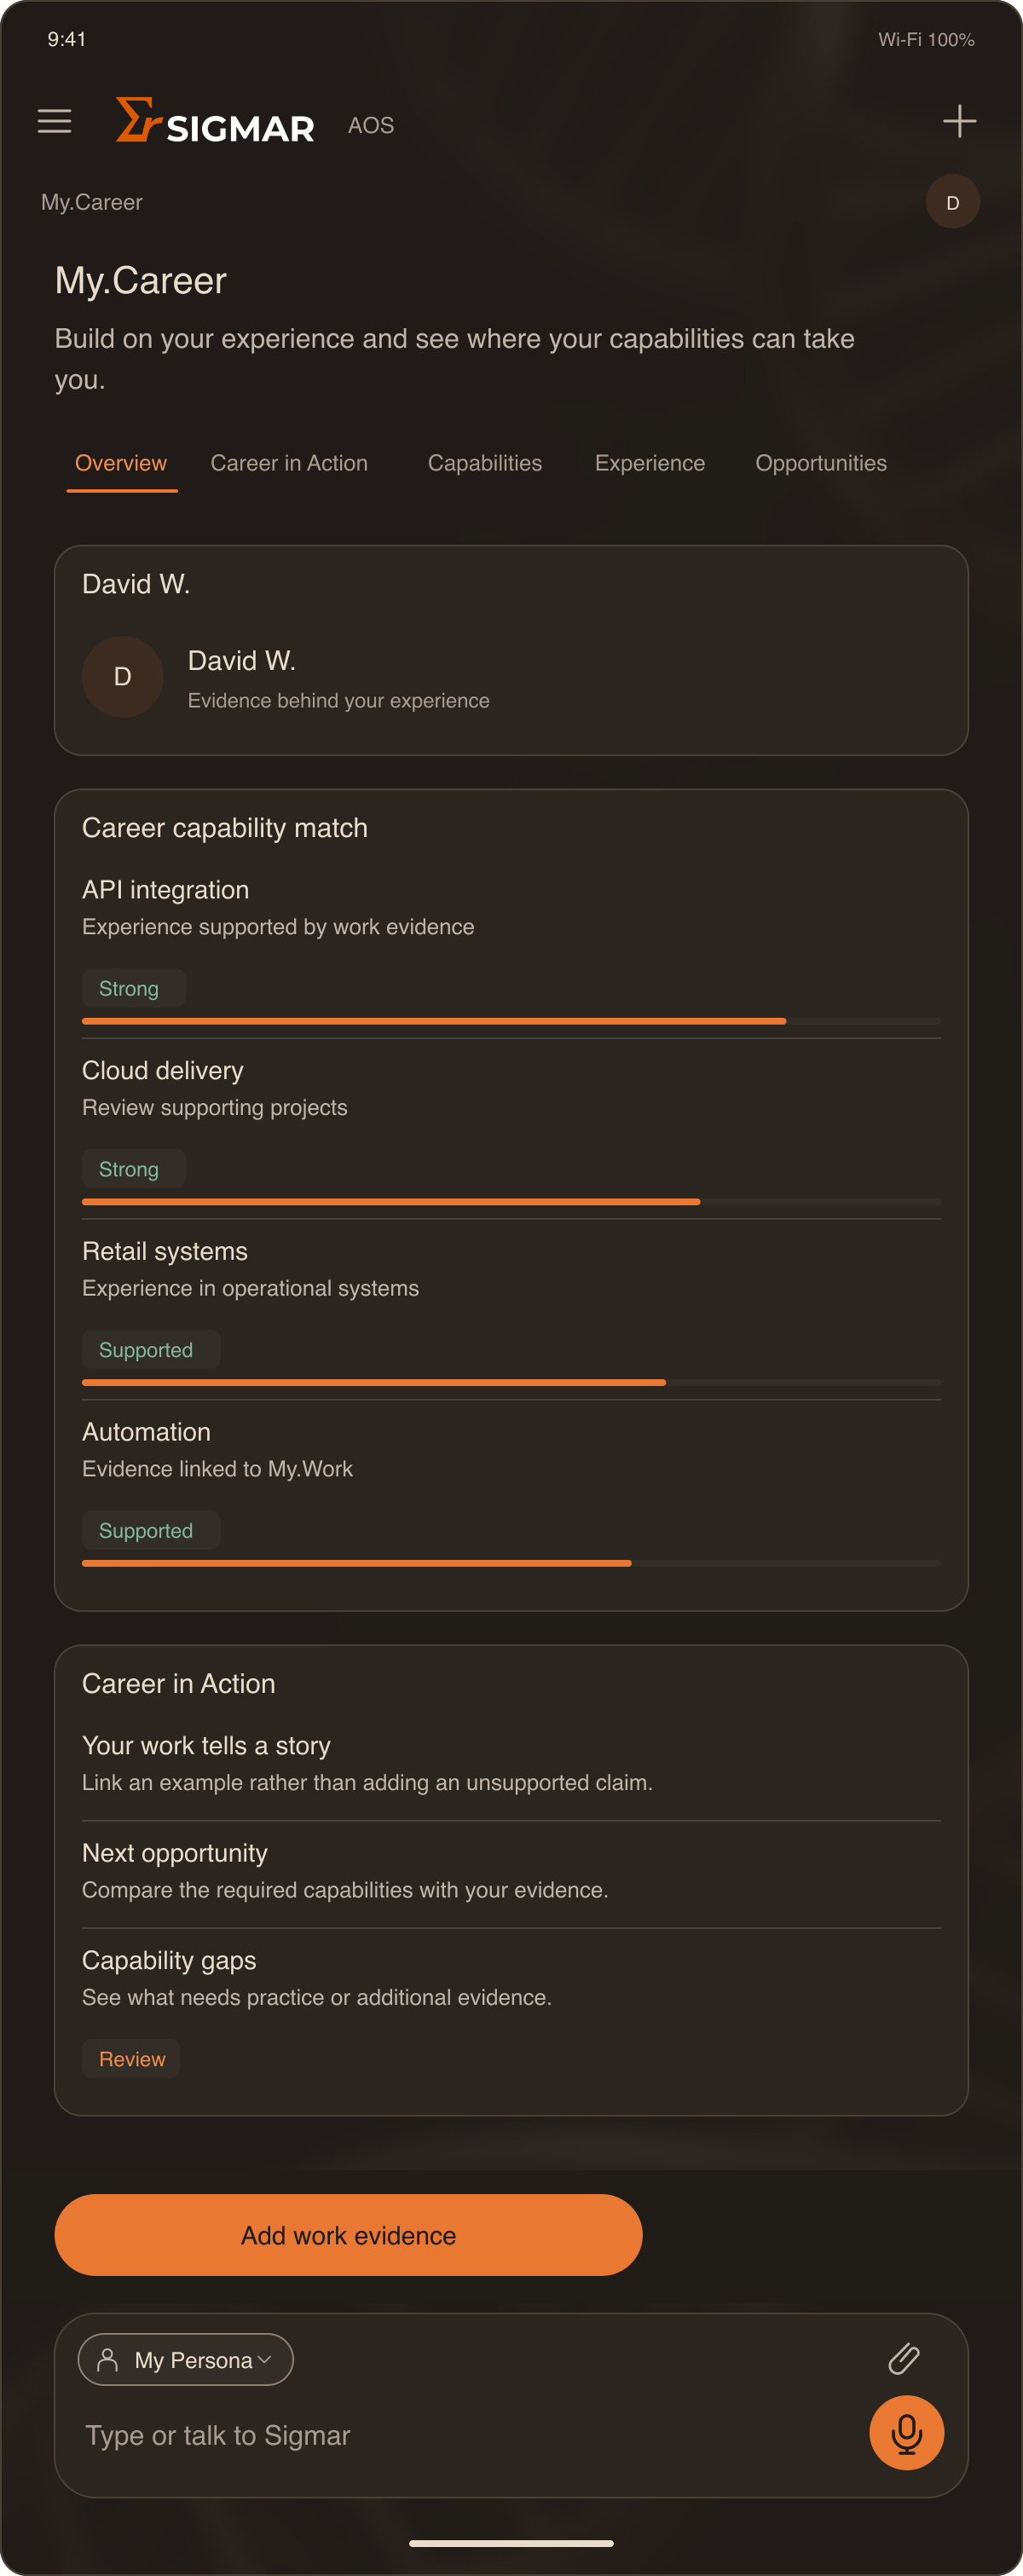 9:41
Wi-Fi 100%
SIGMAR AOS
My.Career
D
My.Career
Build on your experience and see where your capabilities can take
you.
Overview Career in Action Capabilities Experience Opportunities
David W.
D
David W.
Evidence behind your experience
Career capability match
API integration
Experience supported by work evidence
Strong
Cloud delivery
Review supporting projects
Strong
Retail systems
Experience in operational systems
Supported
Automation
Evidence linked to My.Work
Supported
Career in Action
Your work tells a story
Link an example rather than adding an unsupported claim.
Next opportunity
Compare the required capabilities with your evidence.
Capability gaps
See what needs practice or additional evidence.
Review
Add work evidence
My Persona
Type or talk to Sigmar